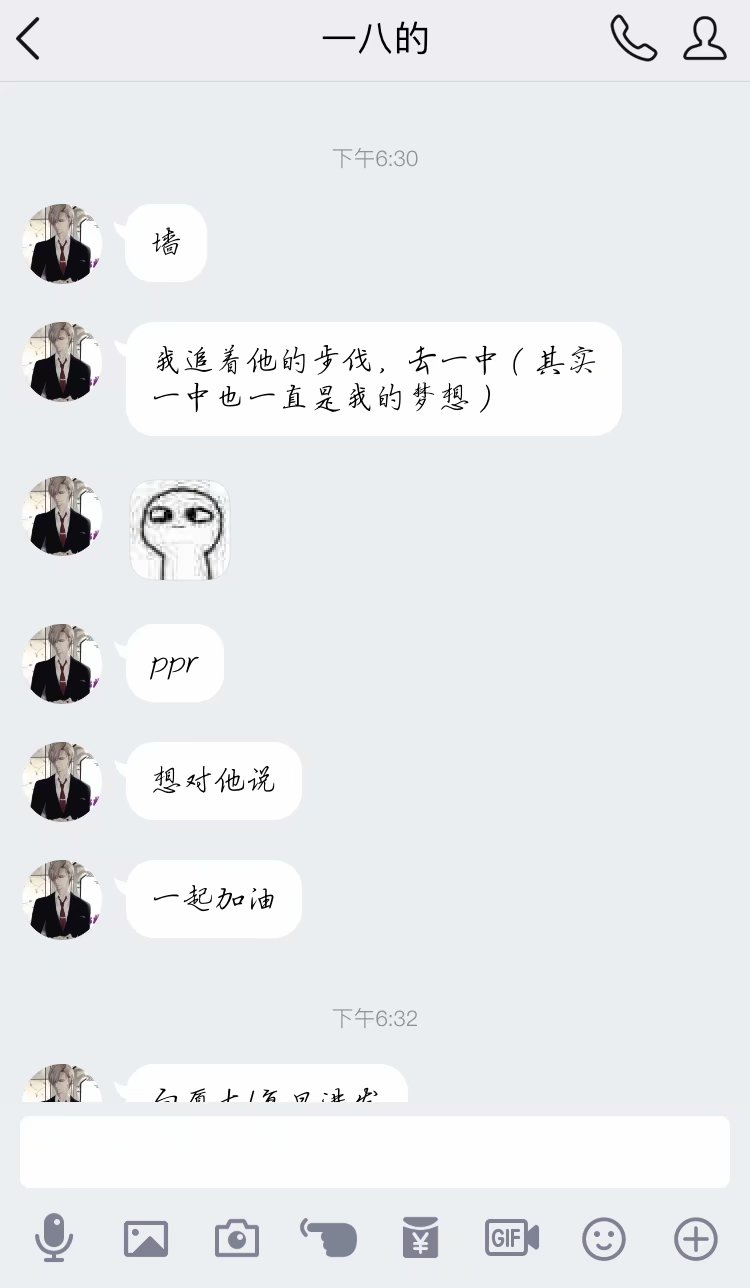 一八的
下午6:30
墙
我追着他的步伐，去一中（其实
一中也一直是我的梦想）
ppr
想对他说
一起加油
下午6:32
GIF